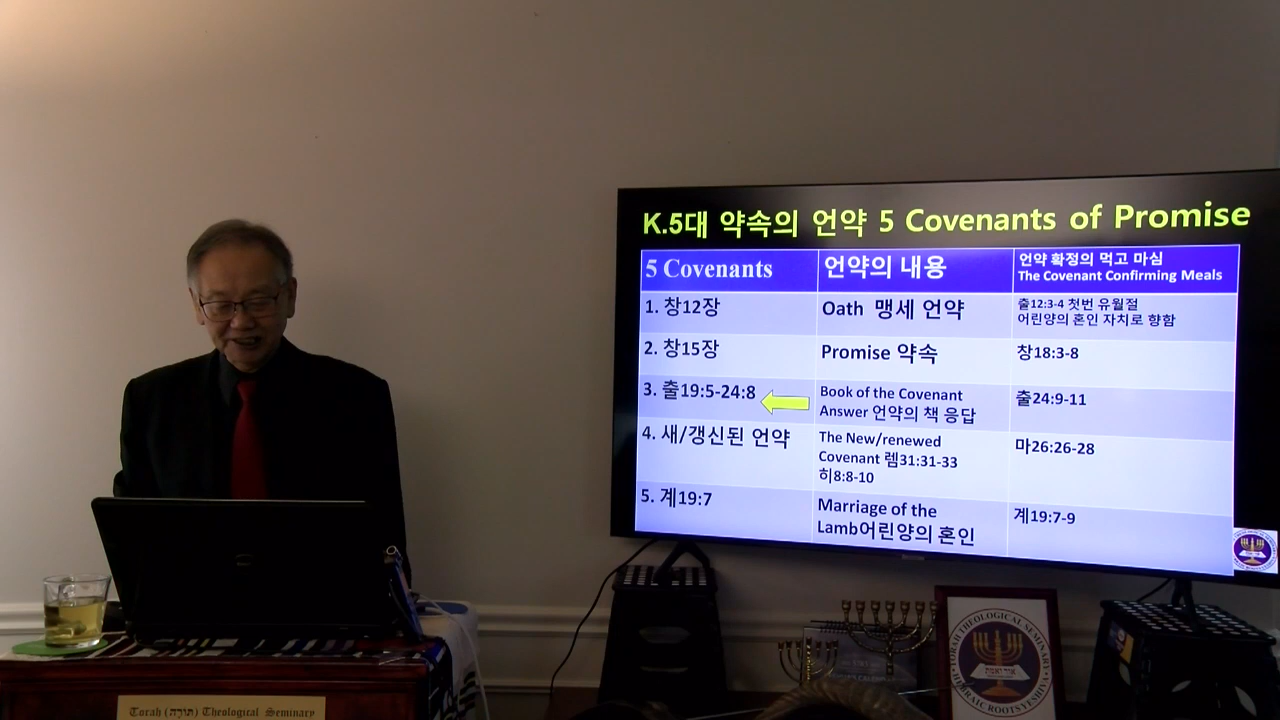 K.5대 약속의 언약 5 Covenants of Promise
5 Covenants
언약의 내용
언약 확정의 먹고 마심
The Covenant Confirming Meals
1. 창12장
Oath 맹세 언약
출12:3-4 첫번 유월절
어린양의 혼인 자치로 향함
2. 창15장
Promise 약속
창18:3-8
3. 출19:5-24:8
Book of the Covenant
Answer 언약의 책 응답
출24:9-11
4. 새/갱신된 언약
The New/renewed
Covenant 렘31:31-33
히8:8-10
마26:26-28
5. 계19:7
Marriage of the
Lamb어린양의 혼인
계19:7-9
TORAH THEOLOGICAL SEMINARY
HEBRAIC ROOTS YESHIVA
Torah (תורה) Theological Seminary